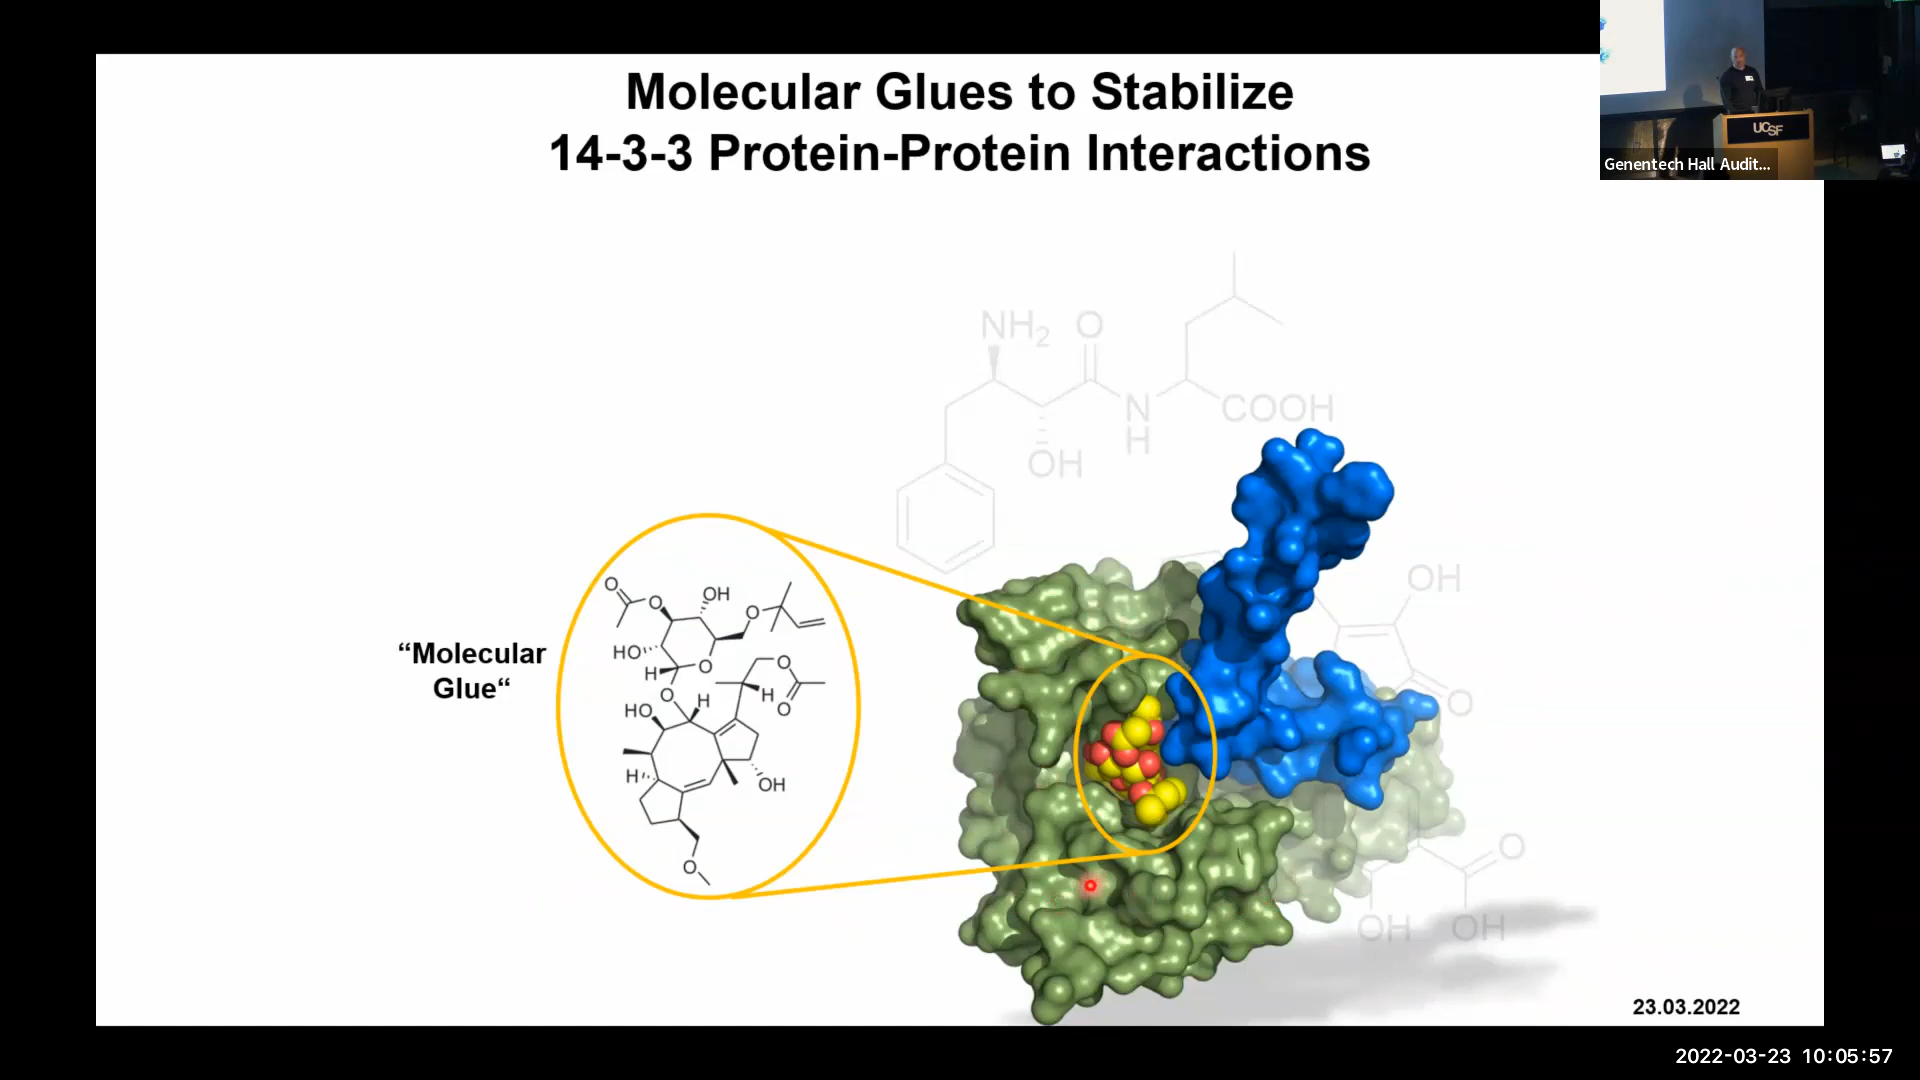 Molecular Glues to Stabilize
14-3-3 Protein-Protein Interactions
UCSF
Genentech Hall Audit...
NH2
O
N
H
COOH
OH
“Molecular
Glue“
O
O
OH
O
HO
H
O
O
O
H
O
HO
H
H
OH
O
OH
O
O
OH
OH
23.03.2022
2022-03-23 10:05:57